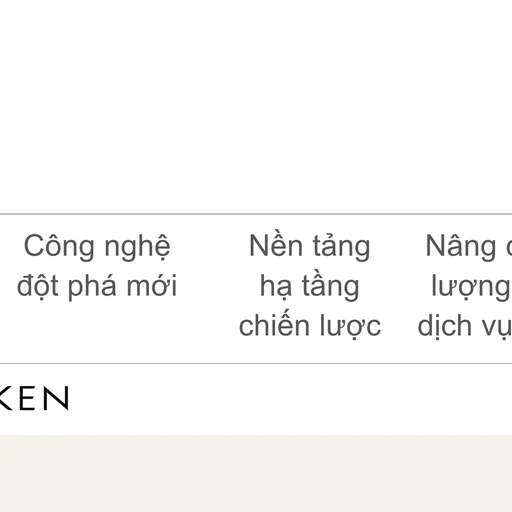 Công nghệ
đột phá mới
Nền tảng
hạ tầng
chiến lược
Nâng
lượng
dịch vụ
KEN